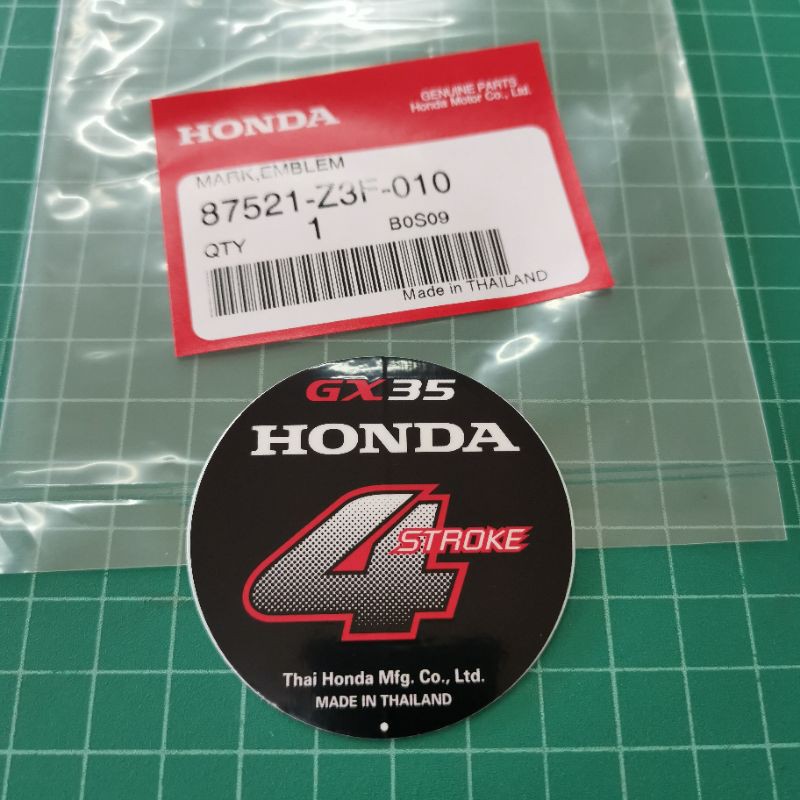 HONDA
GENUINE PARTS
Honda Motor Co., Ltd.
MARK,EMBLEM
87521-Z3F-010
QTY 1 B0S09
Made in THAILAND
GX35
HONDA
4 STROKE
Thai Honda Mfg. Co., Ltd.
MADE IN THAILAND